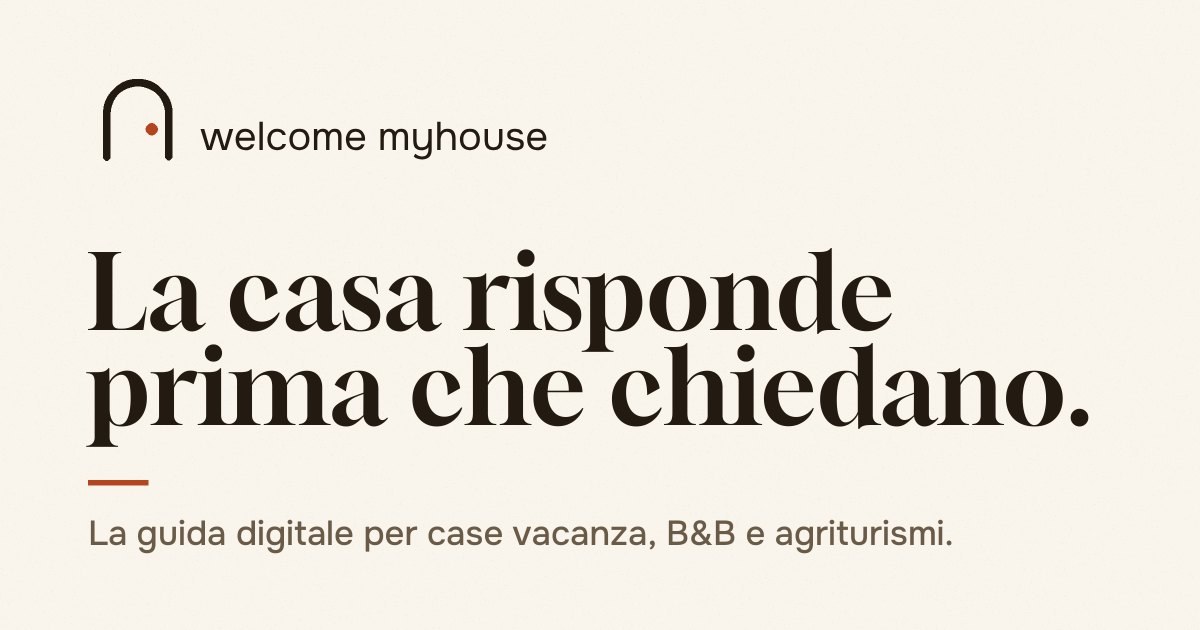 welcome myhouse
La casa risponde
prima che chiedano.
La guida digitale per case vacanza, B&B e agriturismi.